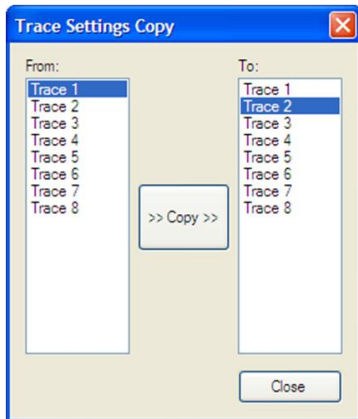 Trace Settings Copy
From:
Trace 1
Trace 2
Trace 3
Trace 4
Trace 5
Trace 6
Trace 7
Trace 8
>> Copy >>
To:
Trace 1
Trace 2
Trace 3
Trace 4
Trace 5
Trace 6
Trace 7
Trace 8
Close